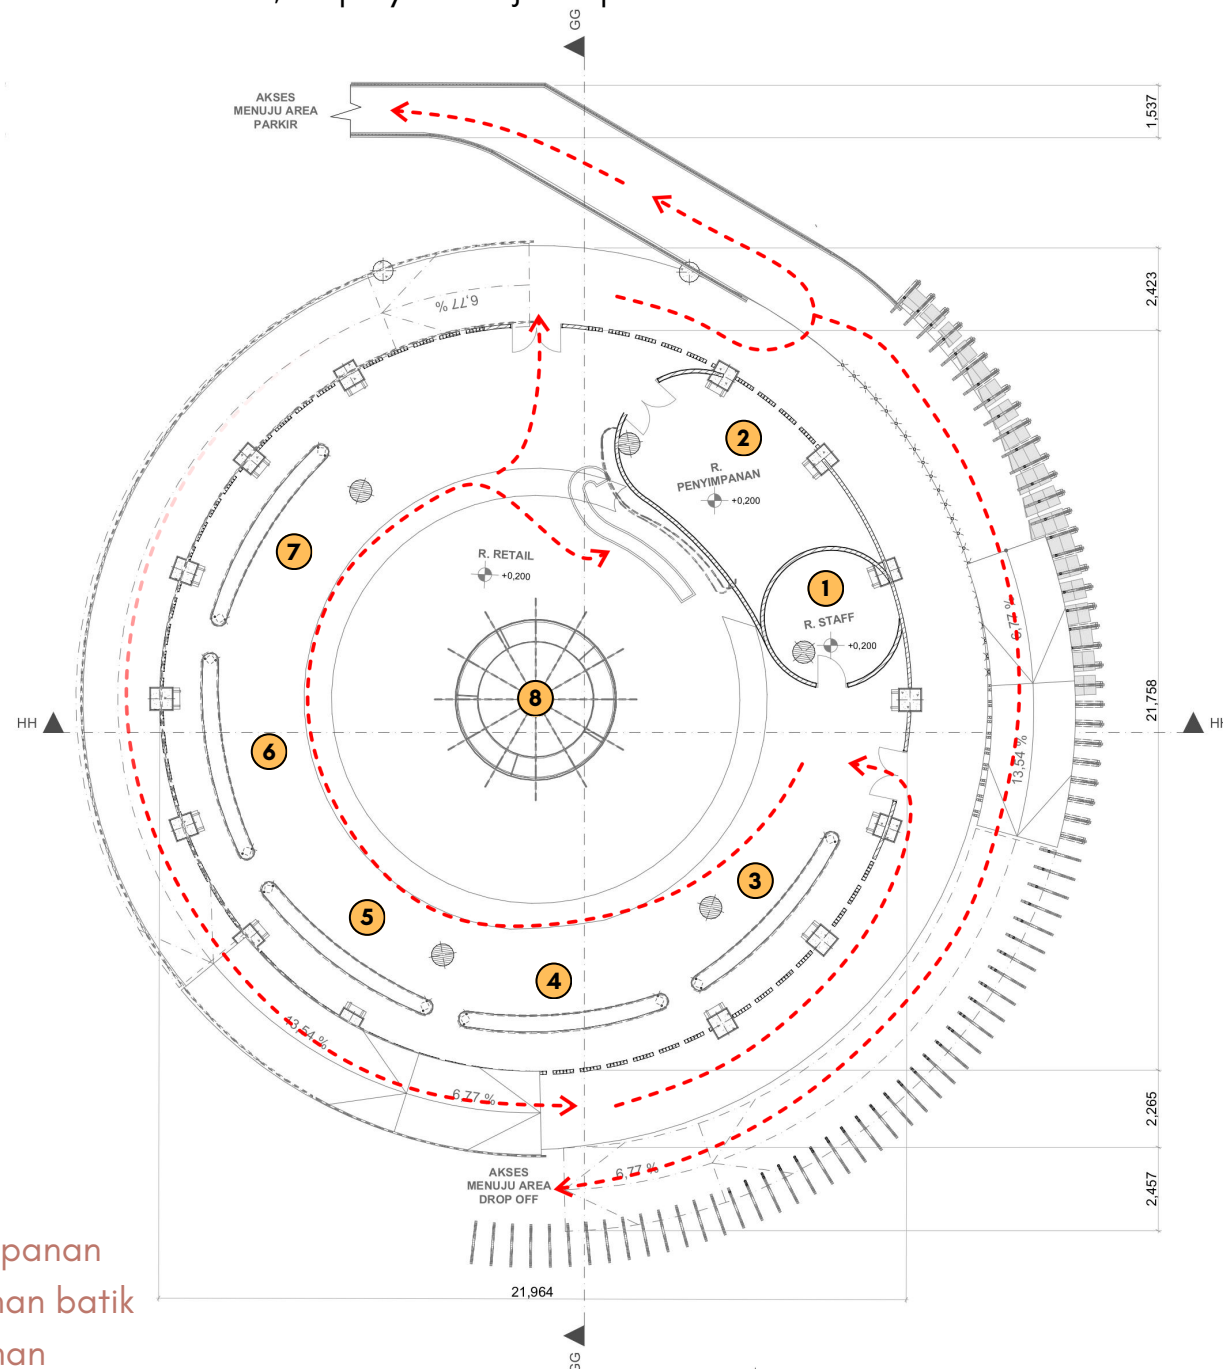 GG
AKSES
MENUJU AREA
PARKIR
1,537
2,423
6,77 %
2
R.
PENYIMPANAN
+0,200
7
R. RETAIL
+0,200
1
R. STAFF
+0,200
6,77 %
8
21,758
HH
HH
6
13,54 %
3
5
4
13,54 %
6,77 %
2,265
6,77 %
AKSES
MENUJU AREA
DROP OFF
2,457
panan
nan batik
nan
21,964
GG